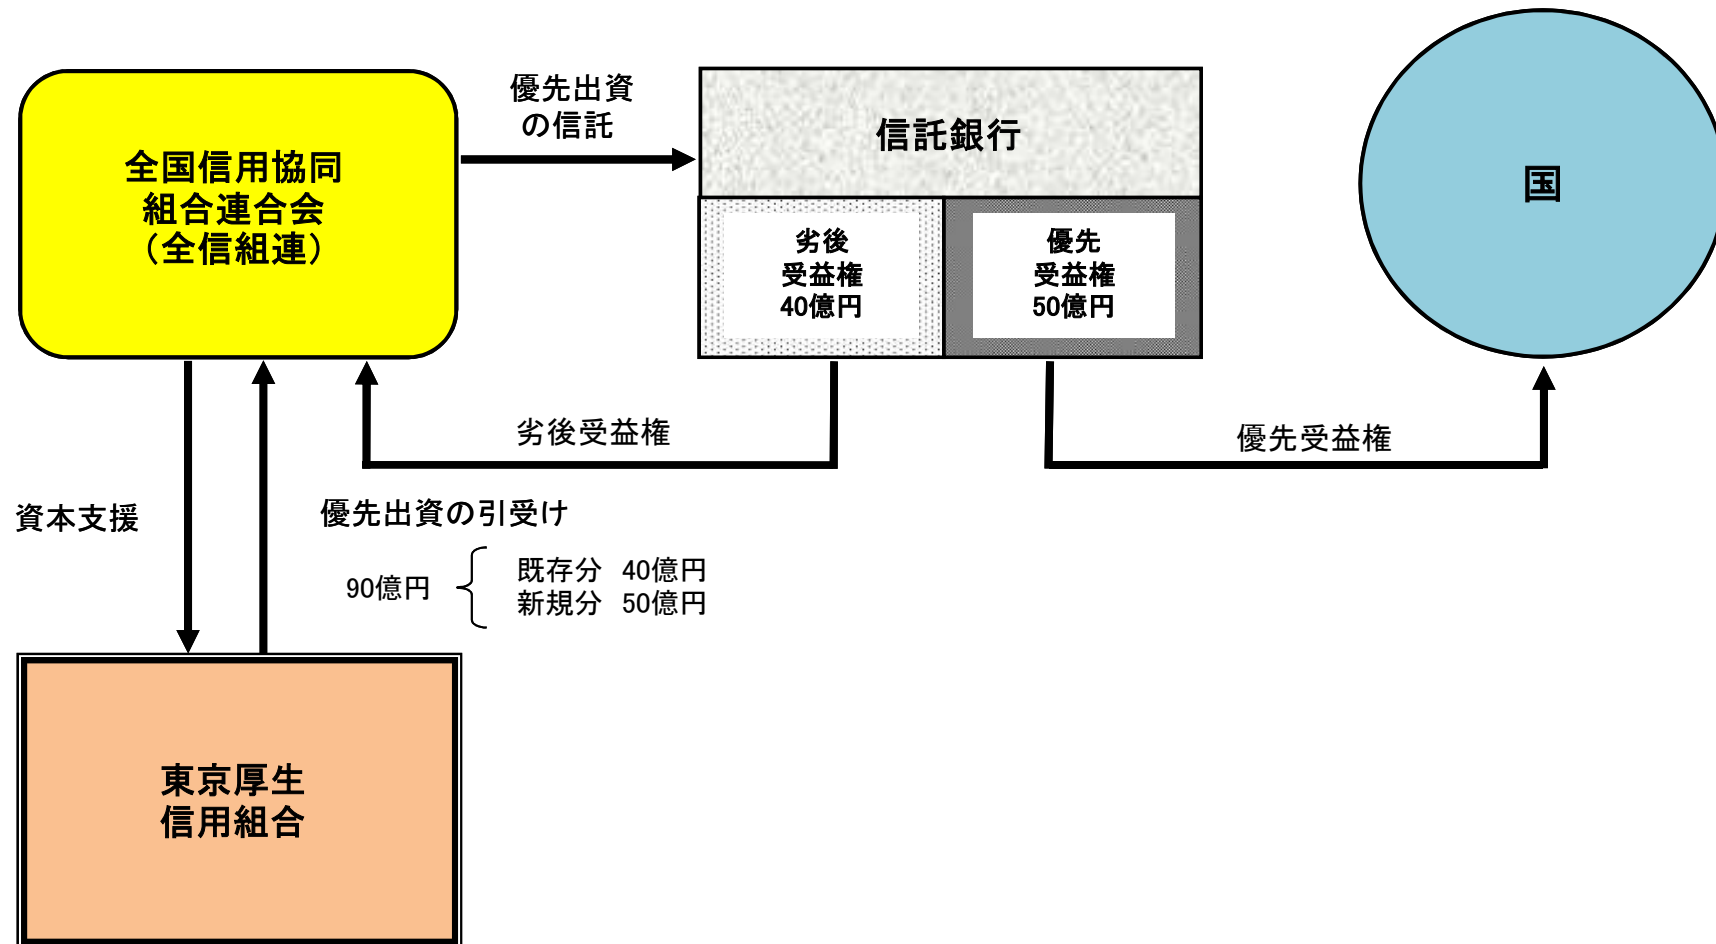 全国信用協同
組合連合会
（全信組連）
優先出資
の信託
信託銀行
劣後
受益権
40億円
優先
受益権
50億円
国
劣後受益権
優先受益権
資本支援
優先出資の引受け
90億円
既存分 40億円
新規分 50億円
東京厚生
信用組合